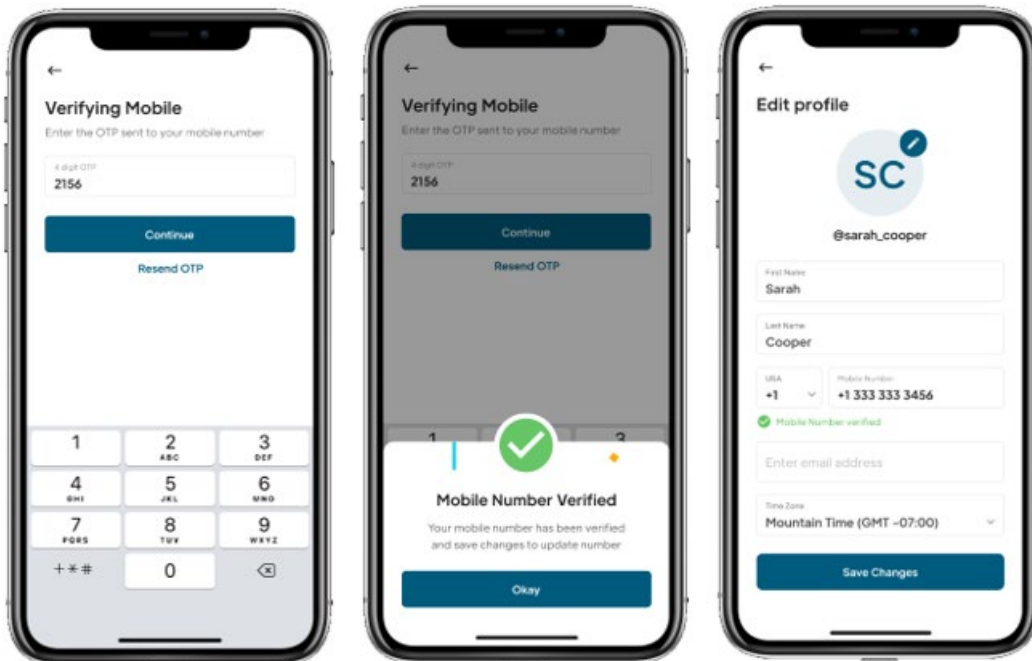 Verifying Mobile
Enter the OTP sent to your mobile number
4 digit OTP
2156
Continue
Resend OTP
1
2
ABC
3
DEF
4
GHI
5
JKL
6
MNO
7
PQRS
8
TUV
9
WXYZ
+*#
0
Verifying Mobile
Enter the OTP sent to your mobile number
4 digit OTP
2156
Continue
Resend OTP
1
3
Mobile Number Verified
Your mobile number has been verified
and save changes to update number
Okay
Edit profile
SC
@sarah_cooper
First Name
Sarah
Last Name
Cooper
USA
+1
Mobile Number
+1 333 333 3456
Mobile Number verified
Enter email address
Time Zone
Mountain Time (GMT -07:00)
Save Changes